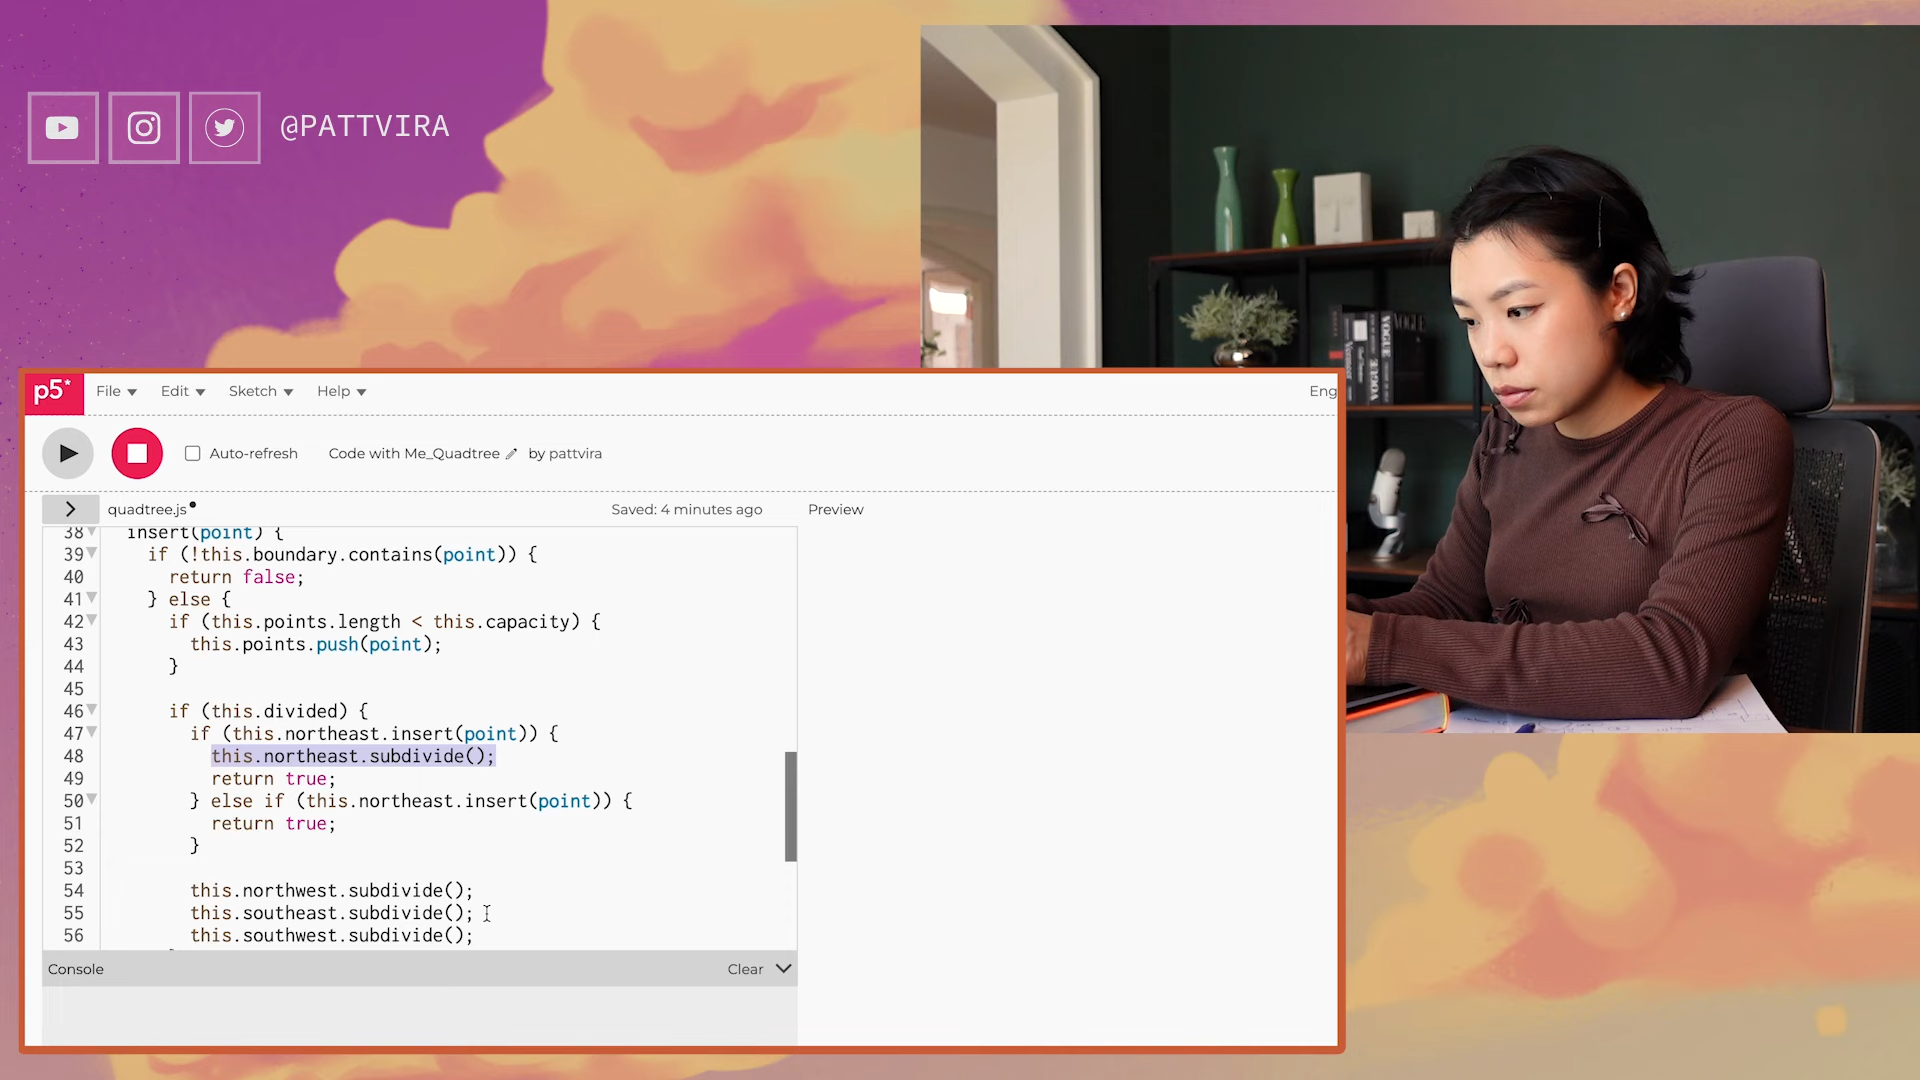 @PATTVIRA
VOGUE
p5*
File
Edit
Sketch
Help
Eng
Auto-refresh
Code with Me_Quadtree
by pattvira
quadtree.js
Saved: 4 minutes ago
Preview
38 insert(point) {
39 if (!this.boundary.contains(point)) {
40 return false;
41 } else {
42 if (this.points.length < this.capacity) {
43 this.points.push(point);
44 }
45
46 if (this.divided) {
47 if (this.northeast.insert(point)) {
48 this.northeast.subdivide();
49 return true;
50 } else if (this.northeast.insert(point)) {
51 return true;
52 }
53
54 this.northwest.subdivide();
55 this.southeast.subdivide();
56 this.southwest.subdivide();
Console
Clear